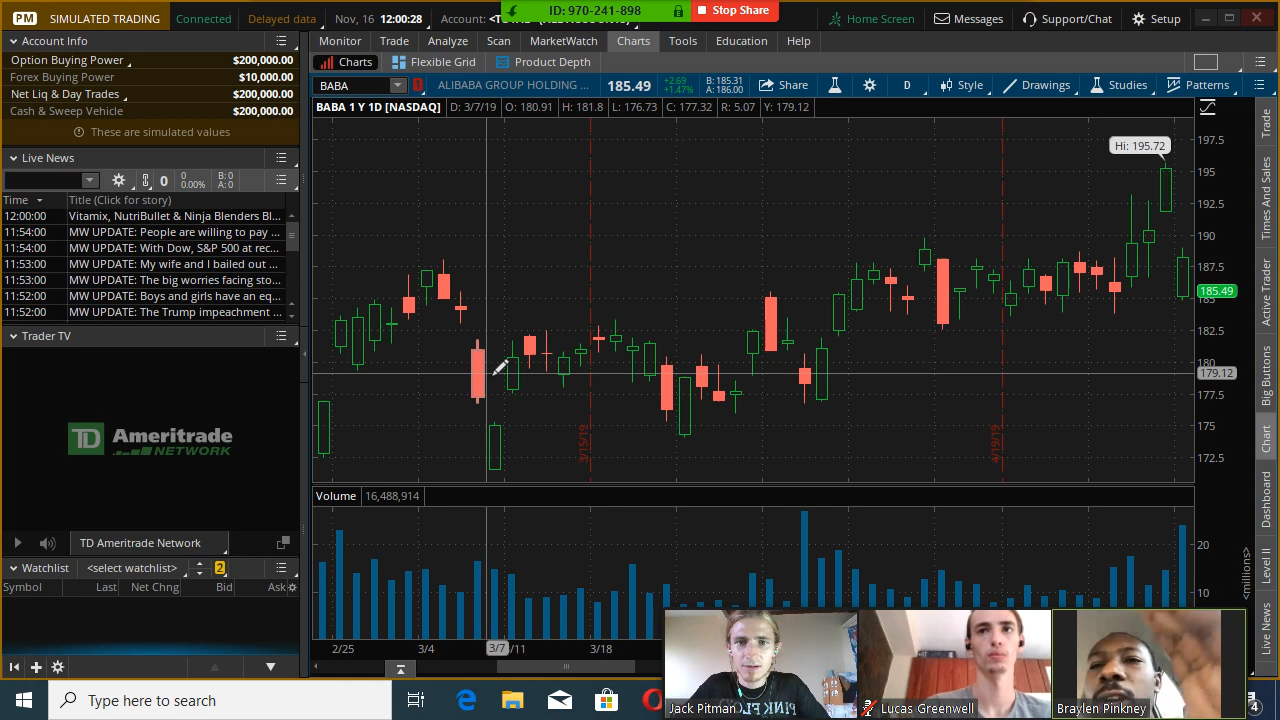 PM SIMULATED TRADING Connected Delayed data Nov, 16 12:00:28 Account: ID: 970-241-898 Stop Share Home Screen Messages Support/Chat Setup
Account Info
Option Buying Power $200,000.00
Forex Buying Power $10,000.00
Net Liq & Day Trades $200,000.00
Cash & Sweep Vehicle $200,000.00
These are simulated values
Live News
0 0 0.00% B: 0 A: 0
Time Title (Click for story)
12:00:00 Vitamix, NutriBullet & Ninja Blenders Bl...
11:54:00 MW UPDATE: People are willing to pay ...
11:54:00 MW UPDATE: With Dow, S&P 500 at rec...
11:53:00 MW UPDATE: My wife and I bailed out ...
11:53:00 MW UPDATE: The big worries facing sto...
11:52:00 MW UPDATE: Boys and girls have an eq...
11:52:00 MW UPDATE: The Trump impeachment ...
Trader TV
TD Ameritrade
NETWORK
TD Ameritrade Network
Watchlist <select watchlist> 2
Symbol Last Net Chng Bid Ask
Monitor Trade Analyze Scan MarketWatch Charts Tools Education Help
Charts Flexible Grid Product Depth
BABA ALIBABA GROUP HOLDING ... 185.49 +2.69 +1.47% B: 185.31 A: 186.00 Share D Style Drawings Studies Patterns
BABA 1 Y 1D [NASDAQ] D: 3/7/19 O: 180.91 H: 181.8 L: 176.73 C: 177.32 R: 5.07 Y: 179.12
Hi: 195.72
197.5
195
192.5
190
187.5
185.49
185
182.5
180
179.12
177.5
175
172.5
3/15/19
4/19/19
Volume 16,488,914
20
10
<millions>
2/25 3/4 3/7 3/11 3/18
Trade
Times And Sales
Active Trader
Big Buttons
Chart
Dashboard
Level II
Live News
Jack Pitman
Lucas Greenwell
Braylen Pinkney
Type here to search
4